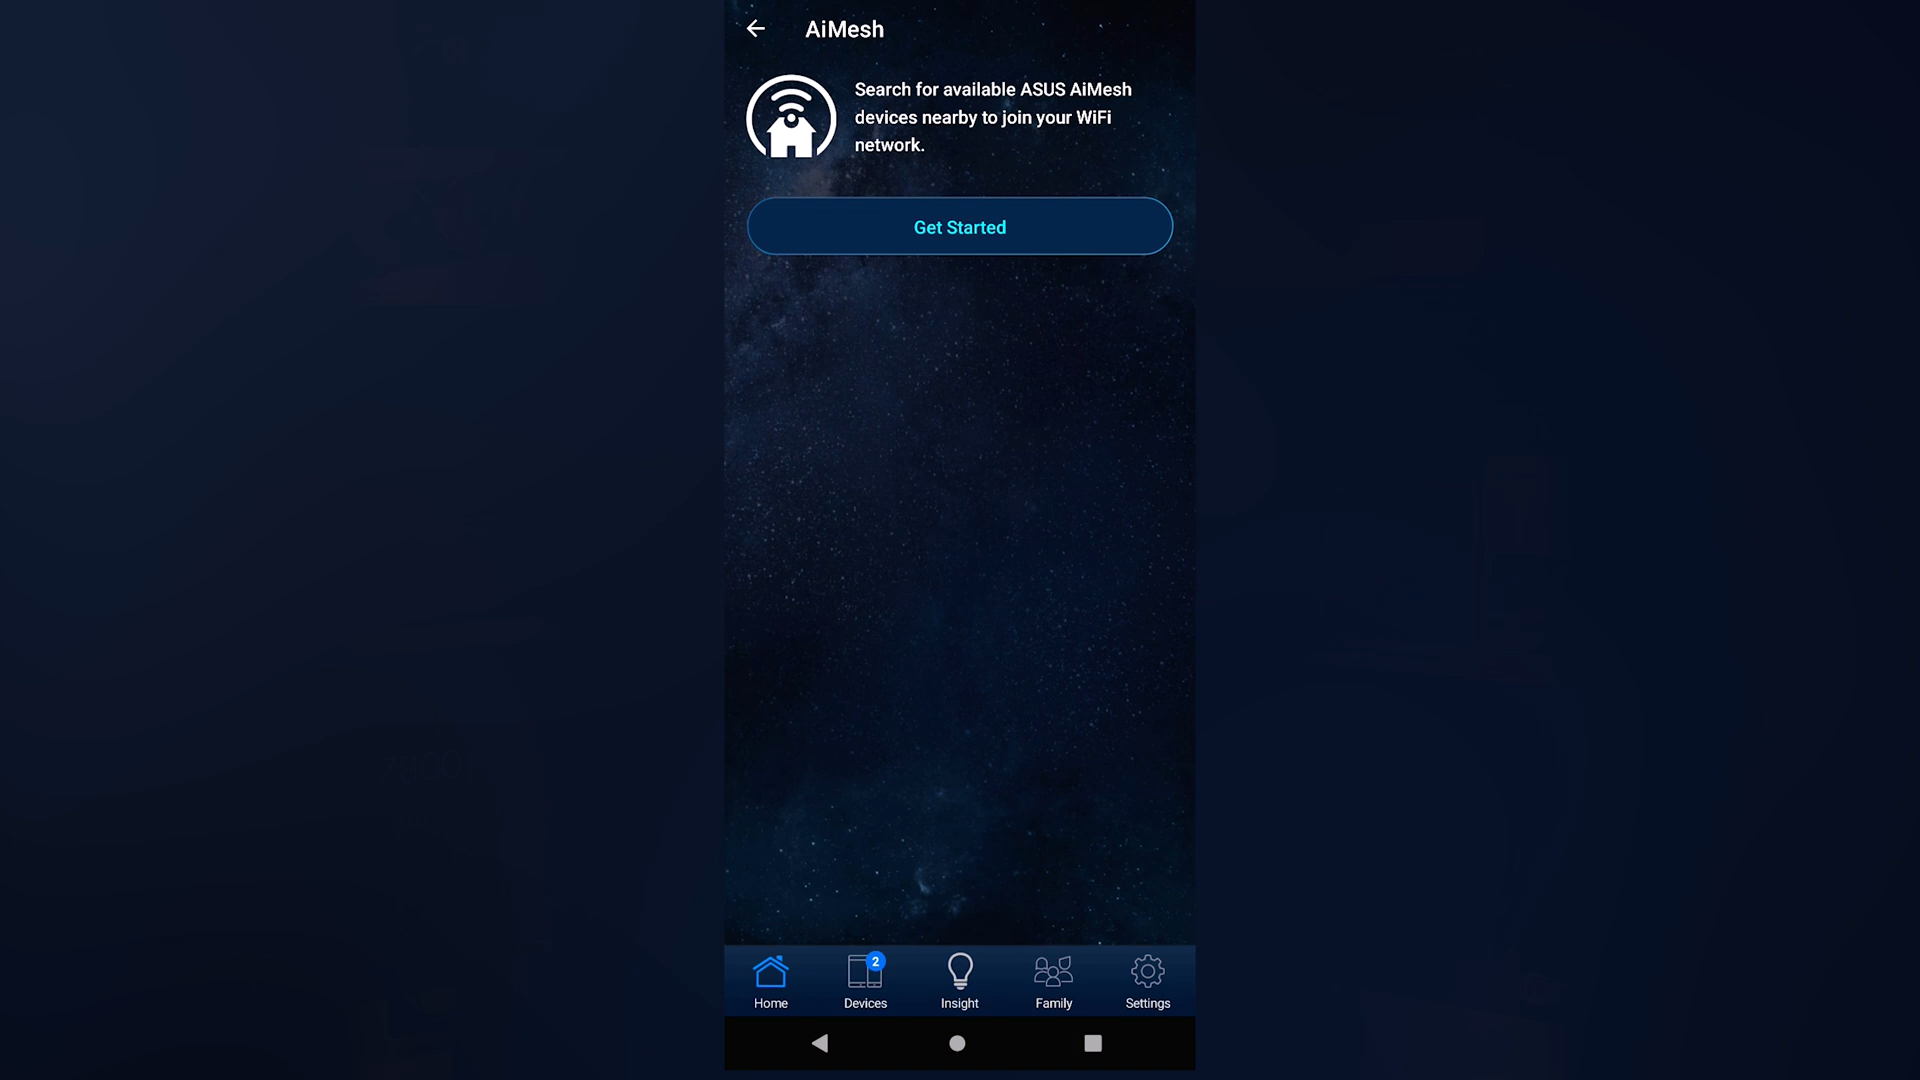 AiMesh
Search for available ASUS AiMesh
devices nearby to join your WiFi
network.
Get Started
2
Home
Devices
Insight
Family
Settings